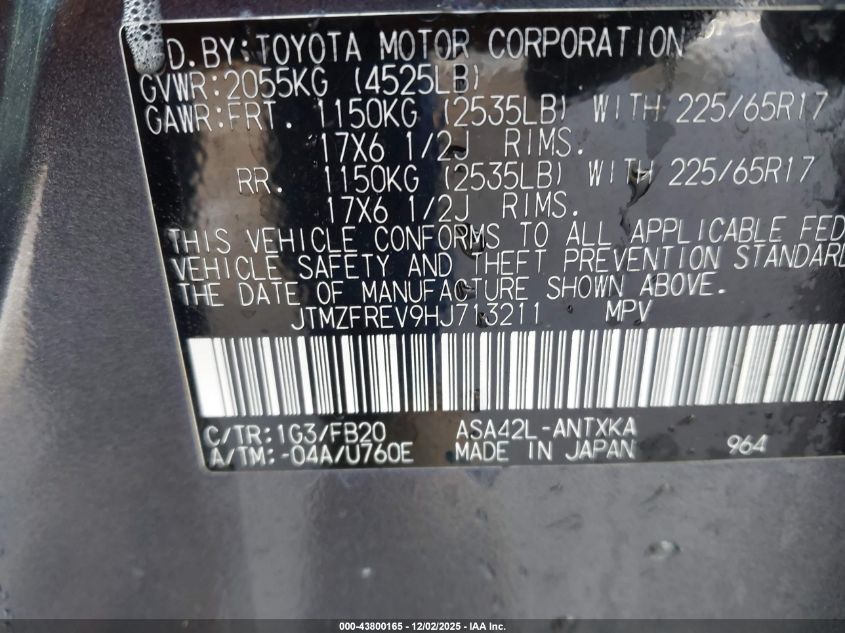 D.BY:TOYOTA MOTOR CORPORATION
GVWR:2055KG (4525LB)
GAWR:FRT. 1150KG (2535LB) WITH 225/65R17
17X6 1/2J RIMS.
RR. 1150KG (2535LB) WITH 225/65R17
17X6 1/2J RIMS.
THIS VEHICLE CONFORMS TO ALL APPLICABLE FED
VEHICLE SAFETY AND THEFT PREVENTION STANDARD
THE DATE OF MANUFACTURE SHOWN ABOVE.
JTMZFREV9HJ713211 MPV
C/TR:1G3/FB20 ASA42L-ANTXKA
A/TM:-04A/U760E MADE IN JAPAN 964
000-43800165 - 12/02/2025 - IAA Inc.